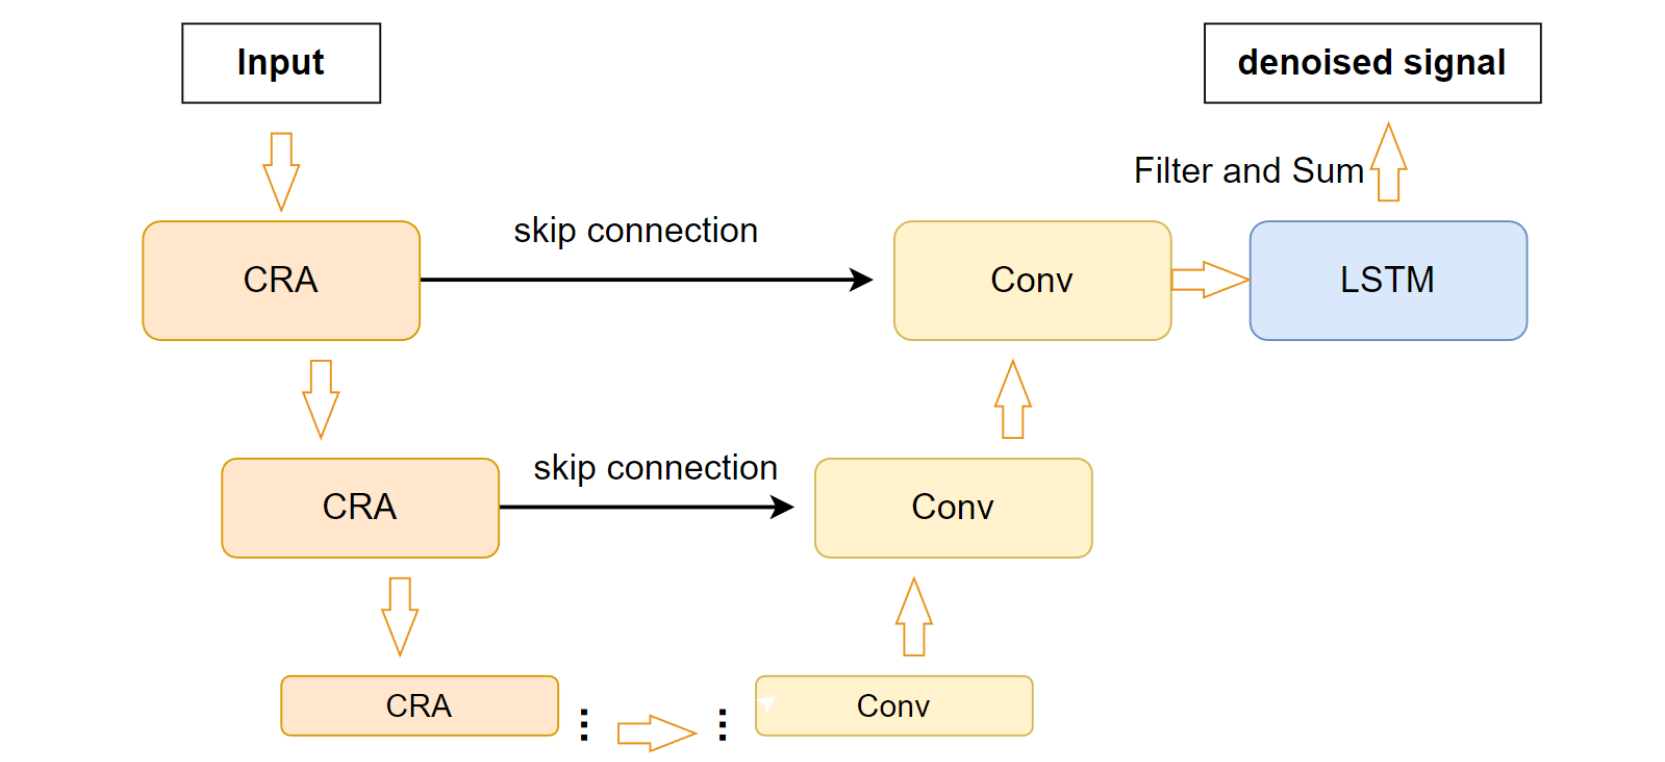 Input
denoised signal
Filter and Sum
skip connection
CRA
Conv
LSTM
skip connection
CRA
Conv
CRA
Conv